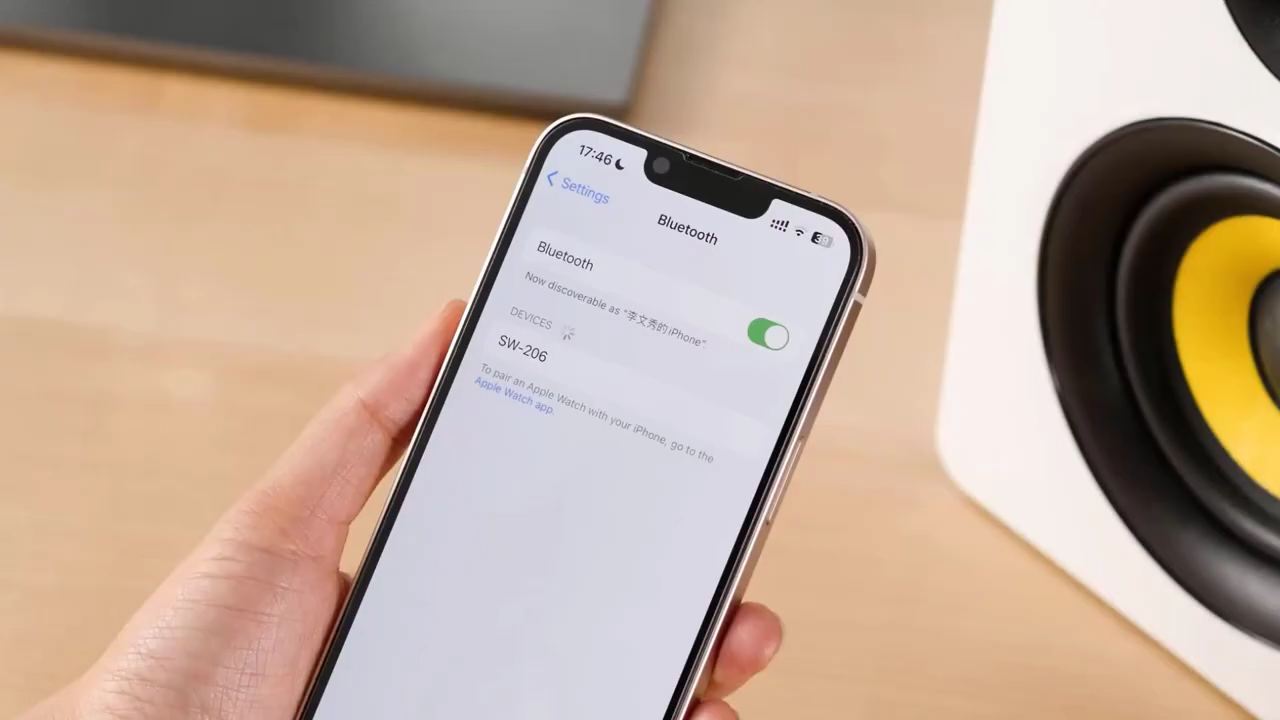 17:46
Settings
Bluetooth
Bluetooth
Now discoverable as "李文秀的 iPhone".
DEVICES
SW-206
To pair an Apple Watch with your iPhone, go to the
Apple Watch app.